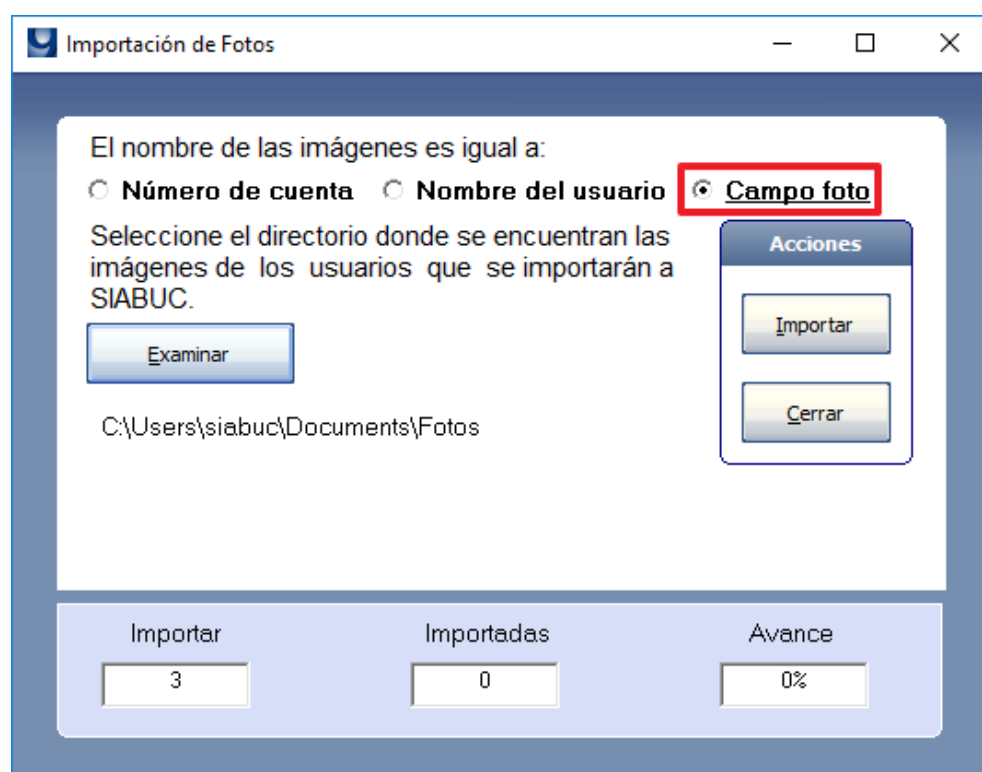 Importación de Fotos
El nombre de las imágenes es igual a:
Número de cuenta Nombre del usuario Campo foto
Seleccione el directorio donde se encuentran las
imágenes de los usuarios que se importarán a
SIABUC.
Acciones
Importar
Examinar
Cerrar
C:\Users\siabuc\Documents\Fotos
Importar Importadas Avance
3 0 0%